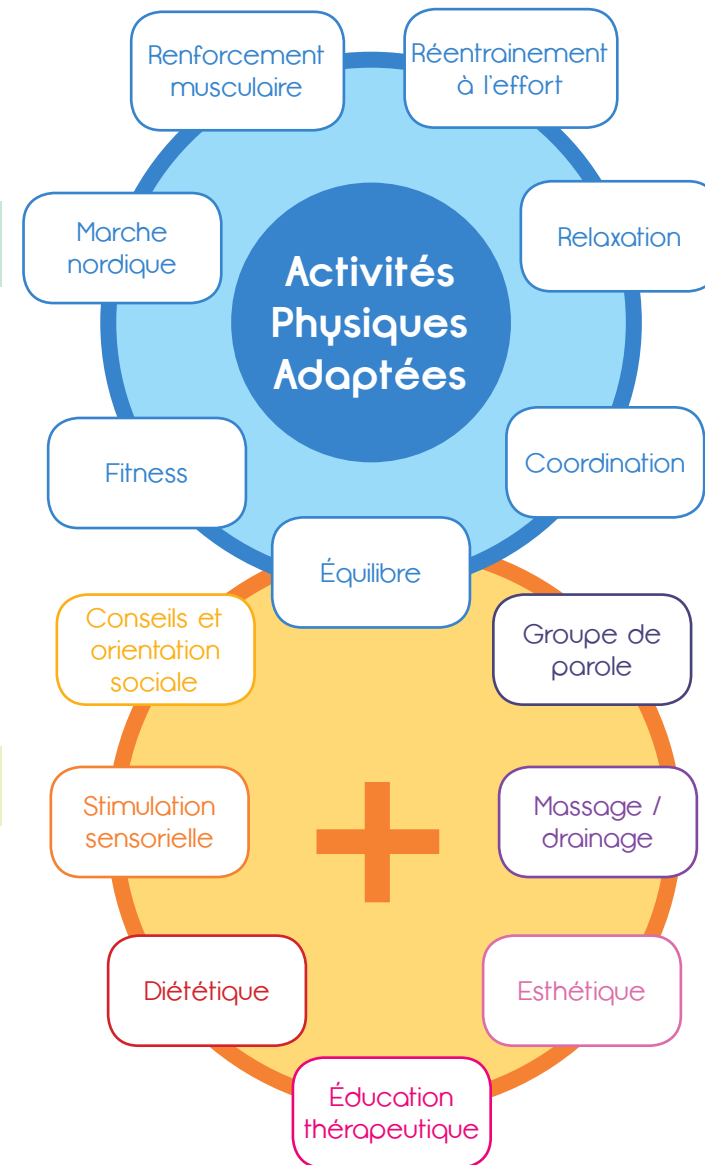 Renforcement
musculaire
Réentrainement
à l'effort
Marche
nordique
Relaxation
Activités
Physiques
Adaptées
Fitness
Coordination
Équilibre
Conseils et
orientation
sociale
Groupe de
parole
Stimulation
sensorielle
+
Massage /
drainage
Diététique
Esthétique
Éducation
thérapeutique